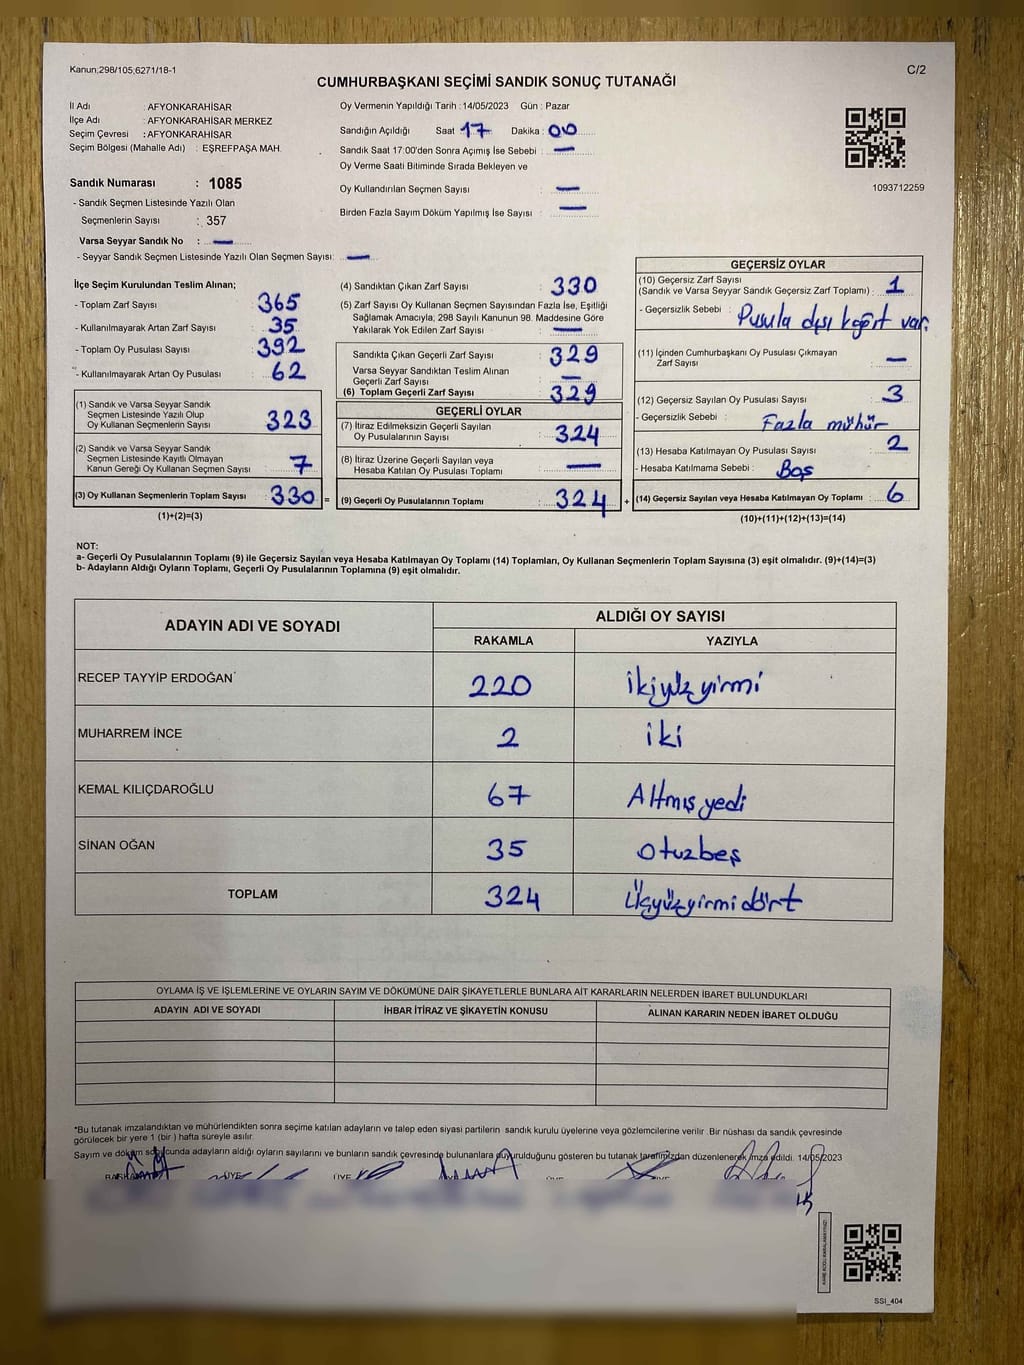 Kanun;298/105;6271/18-1
C/2
CUMHURBAŞKANI SEÇİMİ SANDIK SONUÇ TUTANAĞI
İl Adı : AFYONKARAHİSAR
İlçe Adı : AFYONKARAHİSAR MERKEZ
Seçim Çevresi : AFYONKARAHİSAR
Seçim Bölgesi (Mahalle Adı) : EŞREFPAŞA MAH.
Sandık Numarası : 1085
- Sandık Seçmen Listesinde Yazılı Olan
Seçmenlerin Sayısı : 357
Varsa Seyyar Sandık No : —
- Seyyar Sandık Seçmen Listesinde Yazılı Olan Seçmen Sayısı: —
Oy Vermenin Yapıldığı Tarih : 14/05/2023 Gün : Pazar
Sandığın Açıldığı Saat 17 Dakika : 00
Sandık Saat 17:00'den Sonra Açımış İse Sebebi : —
Oy Verme Saati Bitiminde Sırada Bekleyen ve
Oy Kullandırılan Seçmen Sayısı : —
Birden Fazla Sayım Döküm Yapılmış İse Sayısı : —
1093712259
İlçe Seçim Kurulundan Teslim Alınan;
- Toplam Zarf Sayısı : 365
- Kullanılmayarak Artan Zarf Sayısı : 35
- Toplam Oy Pusulası Sayısı : 392
- Kullanılmayarak Artan Oy Pusulası : 62
(1) Sandık ve Varsa Seyyar Sandık
Seçmen Listesinde Yazılı Olup
Oy Kullanan Seçmenlerin Sayısı : 323
(2) Sandık ve Varsa Seyyar Sandık
Seçmen Listesinde Kayıtlı Olmayan
Kanun Gereği Oy Kullanan Seçmen Sayısı : 7
(3) Oy Kullanan Seçmenlerin Toplam Sayısı : 330 =
(1)+(2)=(3)
(4) Sandıktan Çıkan Zarf Sayısı : 330
(5) Zarf Sayısı Oy Kullanan Seçmen Sayısından Fazla İse, Eşitliği
Sağlamak Amacıyla, 298 Sayılı Kanunun 98. Maddesine Göre
Yakılarak Yok Edilen Zarf Sayısı : —
Sandıkta Çıkan Geçerli Zarf Sayısı : 329
Varsa Seyyar Sandıktan Teslim Alınan
Geçerli Zarf Sayısı : —
(6) Toplam Geçerli Zarf Sayısı : 329
GEÇERLİ OYLAR
(7) İtiraz Edilmeksizin Geçerli Sayılan
Oy Pusulalarının Sayısı : 324
(8) İtiraz Üzerine Geçerli Sayılan veya
Hesaba Katılan Oy Pusulası Toplamı : —
(9) Geçerli Oy Pusulalarının Toplamı : 324 +
GEÇERSİZ OYLAR
(10) Geçersiz Zarf Sayısı
(Sandık ve Varsa Seyyar Sandık Geçersiz Zarf Toplamı) : 1
- Geçersizlik Sebebi : Pusula dışı kağıt var.
(11) İçinden Cumhurbaşkanı Oy Pusulası Çıkmayan
Zarf Sayısı : —
(12) Geçersiz Sayılan Oy Pusulası Sayısı : 3
- Geçersizlik Sebebi : Fazla mühür
(13) Hesaba Katılmayan Oy Pusulası Sayısı : 2
- Hesaba Katılmama Sebebi : Boş
(14) Geçersiz Sayılan veya Hesaba Katılmayan Oy Toplamı : 6
(10)+(11)+(12)+(13)=(14)
NOT:
a- Geçerli Oy Pusulalarının Toplamı (9) ile Geçersiz Sayılan veya Hesaba Katılmayan Oy Toplamı (14) Toplamları, Oy Kullanan Seçmenlerin Toplam Sayısına (3) eşit olmalıdır. (9)+(14)=(3)
b- Adayların Aldığı Oyların Toplamı, Geçerli Oy Pusulalarının Toplamına (9) eşit olmalıdır.
ADAYIN ADI VE SOYADI
ALDIĞI OY SAYISI
RAKAMLA YAZIYLA
RECEP TAYYİP ERDOĞAN 220 ikiyüzyirmi
MUHARREM İNCE 2 iki
KEMAL KILIÇDAROĞLU 67 Altmışyedi
SİNAN OĞAN 35 otuzbeş
TOPLAM 324 Üçyüzyirmidört
OYLAMA İŞ VE İŞLEMLERİNE VE OYLARIN SAYIM VE DÖKÜMÜNE DAİR ŞİKAYETLERLE BUNLARA AİT KARARLARIN NELERDEN İBARET BULUNDUKLARI
ADAYIN ADI VE SOYADI İHBAR İTİRAZ VE ŞİKAYETİN KONUSU ALINAN KARARIN NEDEN İBARET OLDUĞU
*Bu tutanak imzalandıktan ve mühürlendikten sonra seçime katılan adayların ve talep eden siyasi partilerin sandık kurulu üyelerine veya gözlemcilerine verilir .Bir nüshası da sandık çevresinde
görülecek bir yere 1 (bir ) hafta süreyle asılır.
Sayım ve döküm sonucunda adayların aldığı oyların sayılarını ve bunların sandık çevresinde bulunanlara duyurulduğunu gösteren bu tutanak tarafımızdan düzenlenerek imza edildi. 14/05/2023
ÜYE ÜYE
SSI_404